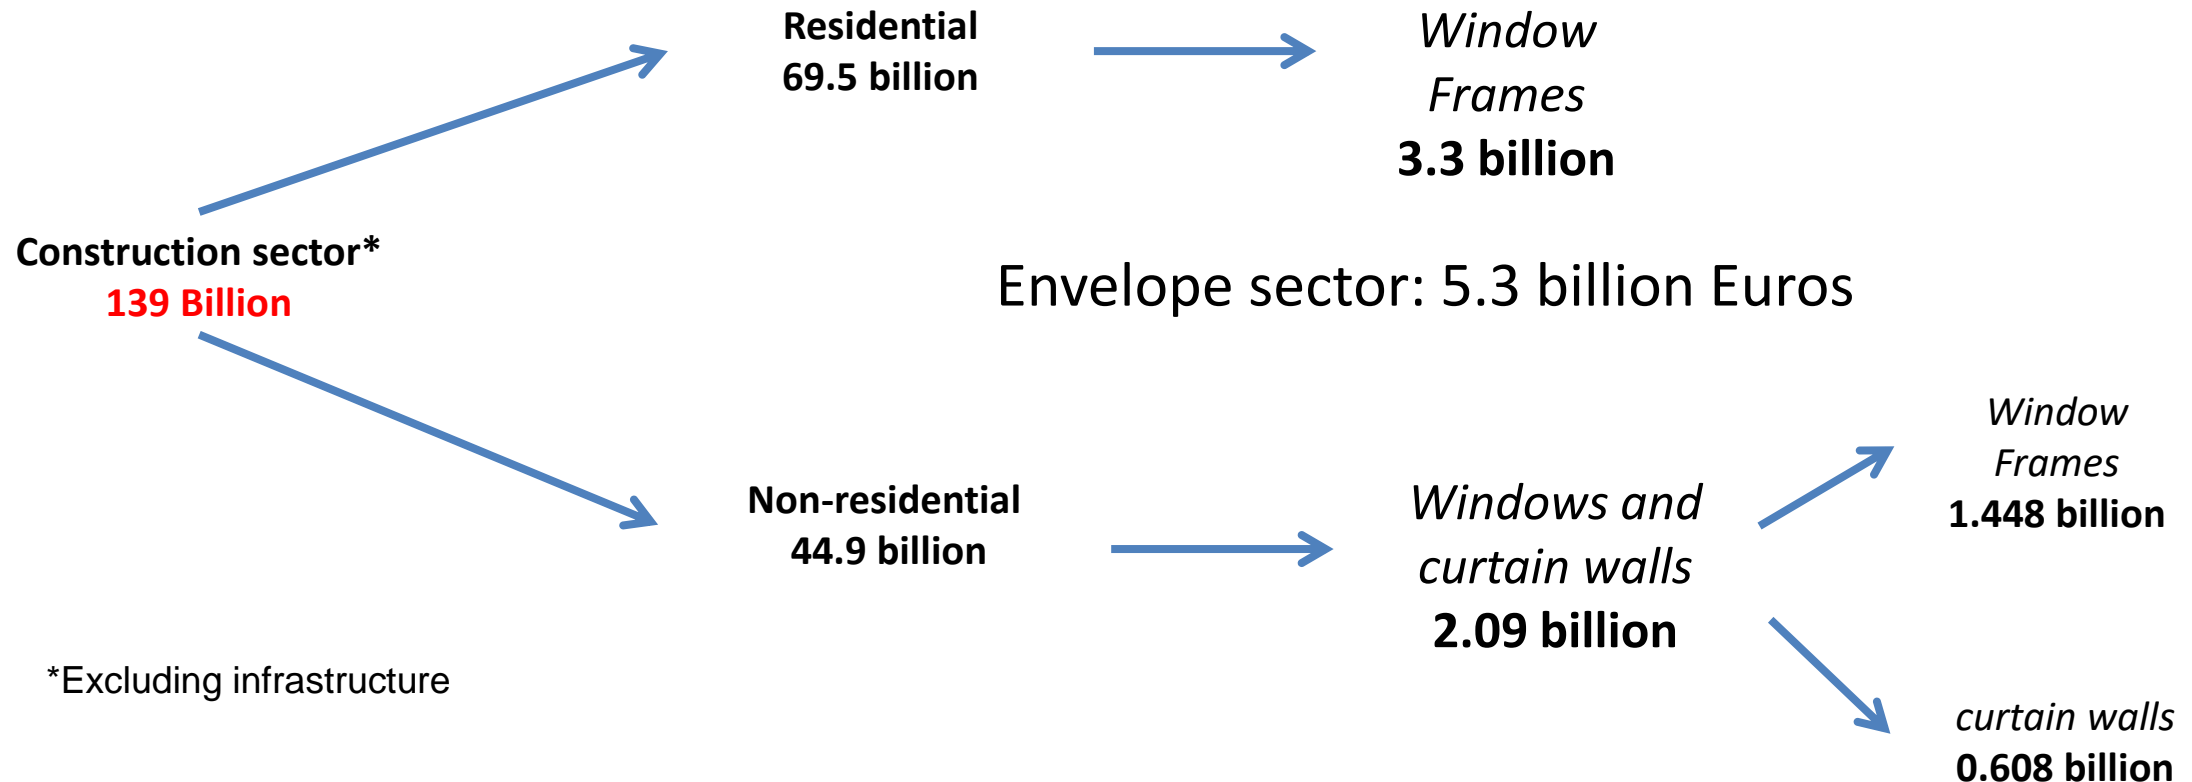 Residential
69.5 billion
Window
Frames
3.3 billion
Construction sector*
139 Billion
Envelope sector: 5.3 billion Euros
Non-residential
44.9 billion
Windows and
curtain walls
2.09 billion
Window
Frames
1.448 billion
curtain walls
0.608 billion
*Excluding infrastructure